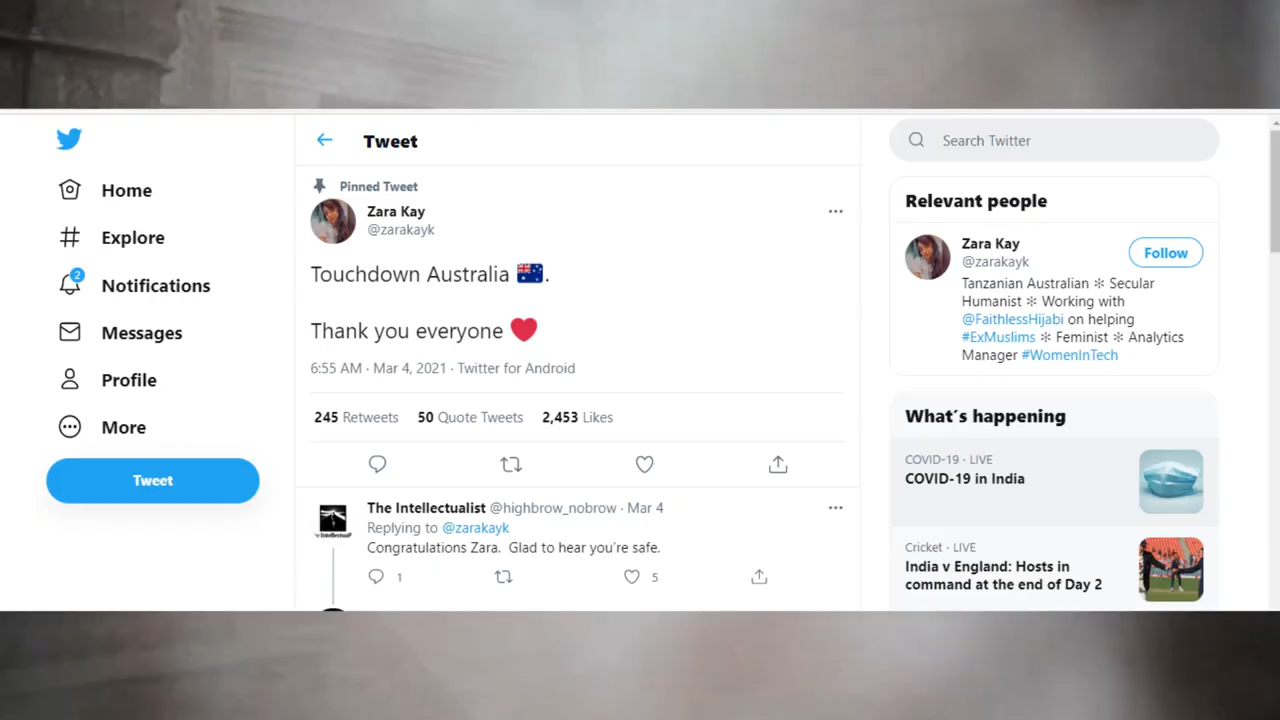 Home
Explore
2
Notifications
Messages
Profile
More
Tweet
Tweet
Pinned Tweet
Zara Kay
@zarakayk
Touchdown Australia 🇦🇺.
Thank you everyone ❤️
6:55 AM · Mar 4, 2021 · Twitter for Android
245 Retweets 50 Quote Tweets 2,453 Likes
The Intellectualist @highbrow_nobrow · Mar 4
Replying to @zarakayk
Congratulations Zara. Glad to hear you're safe.
1 5
Search Twitter
Relevant people
Zara Kay
@zarakayk
Follow
Tanzanian Australian ✻ Secular
Humanist ✻ Working with
@FaithlessHijabi on helping
#ExMuslims ✻ Feminist ✻ Analytics
Manager #WomenInTech
What's happening
COVID-19 · LIVE
COVID-19 in India
Cricket · LIVE
India v England: Hosts in
command at the end of Day 2